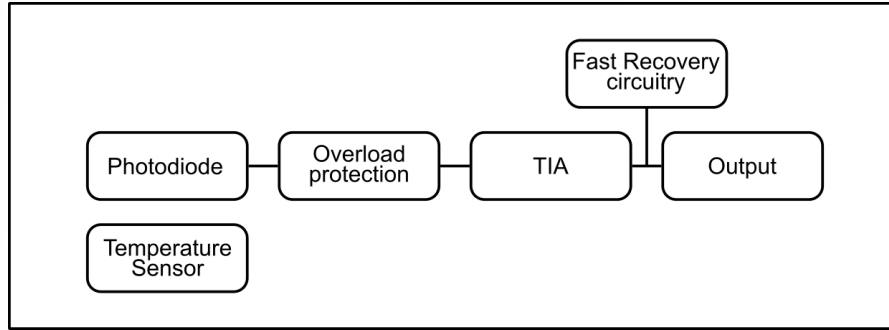 Fast Recovery
circuitry
Photodiode
Overload
protection
TIA
Output
Temperature
Sensor